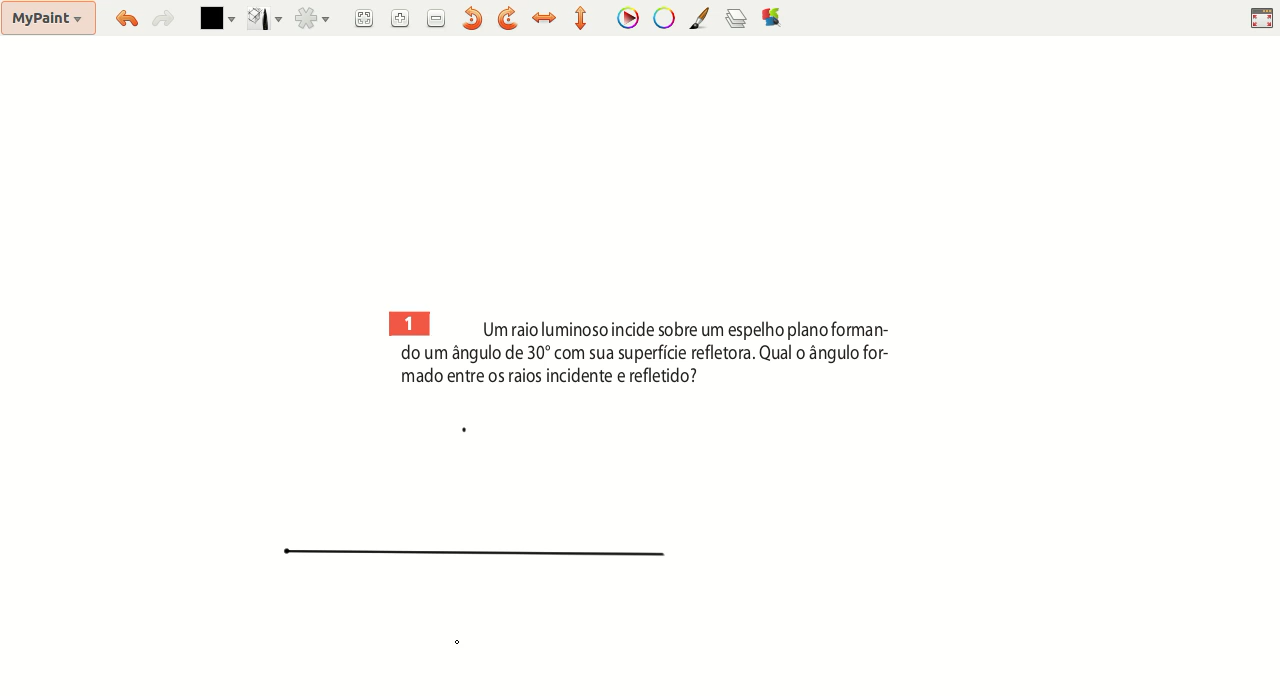 MyPaint
1
Um raio luminoso incide sobre um espelho plano forman-
do um ângulo de 30° com sua superfície refletora. Qual o ângulo for-
mado entre os raios incidente e refletido?